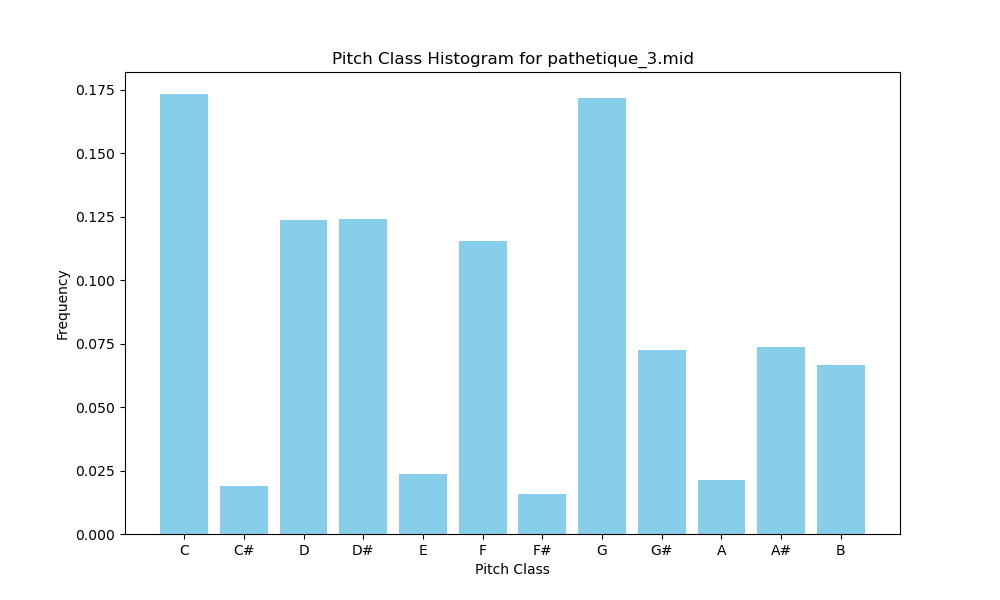 Pitch Class Histogram for pathetique_3.mid
Frequency
0.175
0.150
0.125
0.100
0.075
0.050
0.025
0.000
C C# D D# E F F# G G# A A# B
Pitch Class